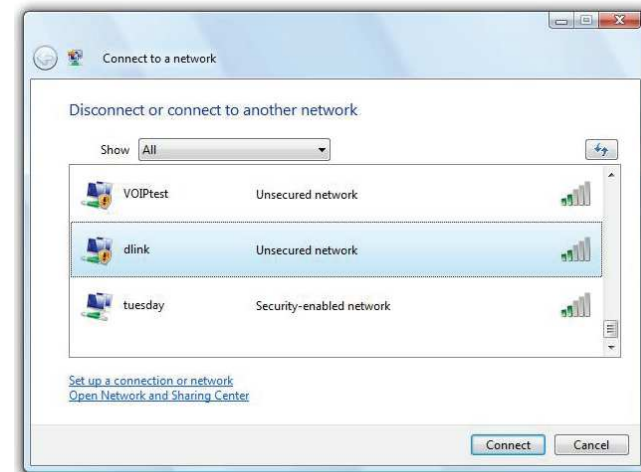 Connect to a network
Disconnect or connect to another network
Show All
VOIPtest Unsecured network
dlink Unsecured network
tuesday Security-enabled network
Set up a connection or network
Open Network and Sharing Center
Connect Cancel